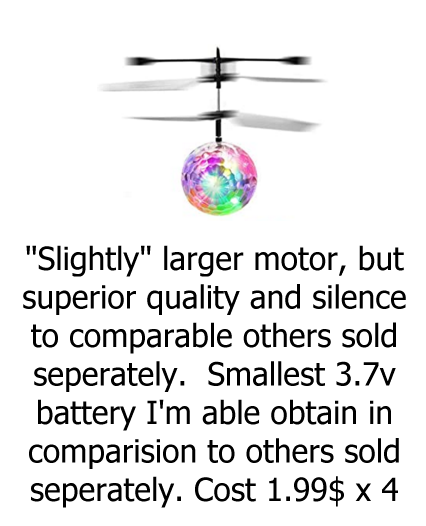 "Slightly" larger motor, but
superior quality and silence
to comparable others sold
seperately.  Smallest 3.7v
battery I'm able obtain in
comparision to others sold
seperately. Cost 1.99$ x 4